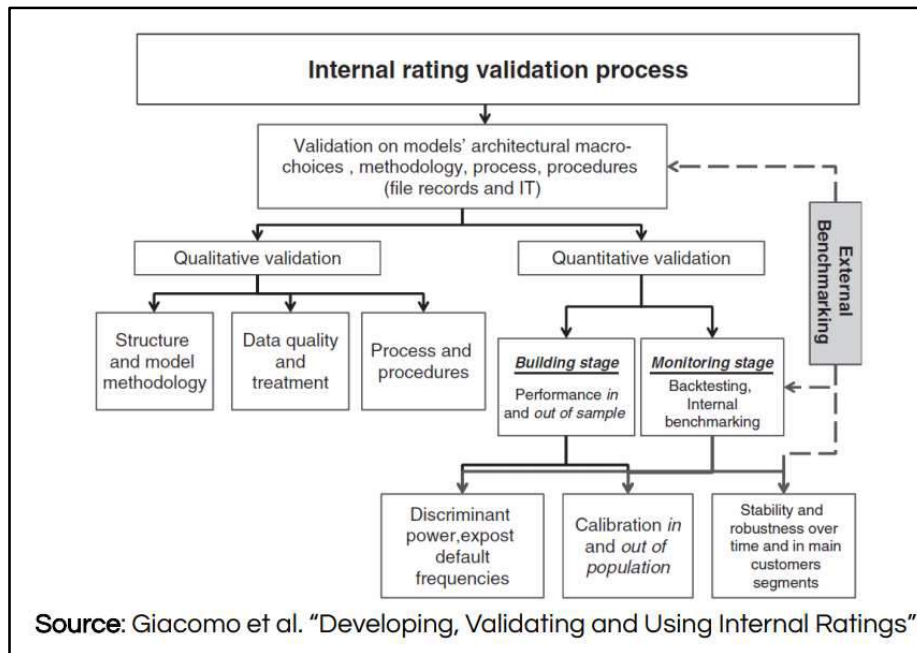 Internal rating validation process
Validation on models' architectural macro-
choices , methodology, process, procedures
(file records and IT)
External
Benchmarking
Qualitative validation
Quantitative validation
Structure
and model
methodology
Data quality
and
treatment
Process and
procedures
Building stage
Performance in
and out of sample
Monitoring stage
Backtesting,
Internal
benchmarking
Discriminant
power,expost
default
frequencies
Calibration in
and out of
population
Stability and
robustness over
time and in main
customers
segments
Source: Giacomo et al. "Developing, Validating and Using Internal Ratings"